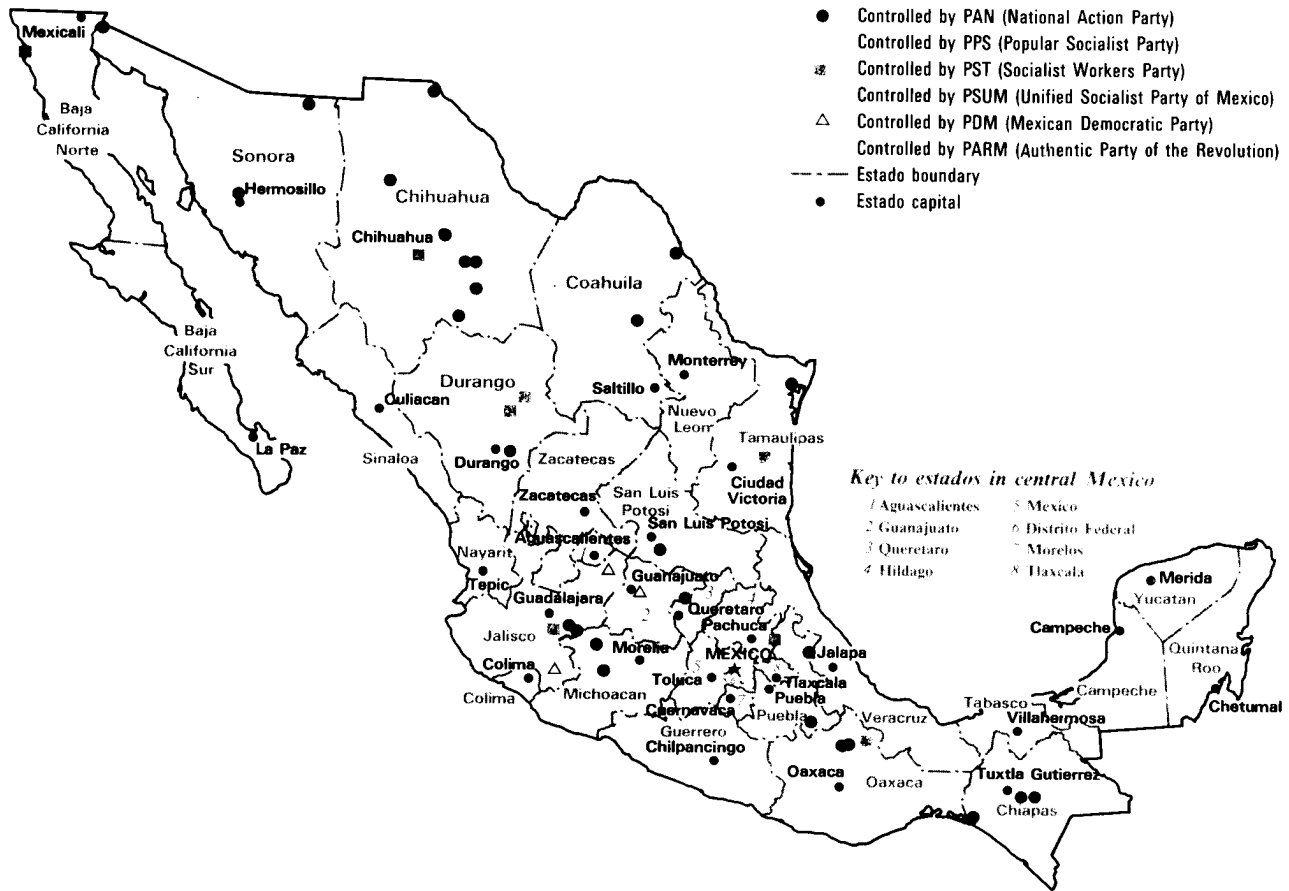 Controlled by PAN (National Action Party)
Controlled by PPS (Popular Socialist Party)
Controlled by PST (Socialist Workers Party)
Controlled by PSUM (Unified Socialist Party of Mexico)
Controlled by PDM (Mexican Democratic Party)
Controlled by PARM (Authentic Party of the Revolution)
Estado boundary
Estado capital
Mexicali
Baja
California
Norte
Sonora
Hermosillo
Chihuahua
Chihuahua
Coahuila
Baja
California
Sur
La Paz
Culiacan
Sinaloa
Durango
Durango
Monterrey
Saltillo
Nuevo
Leon
Tamaulipas
Ciudad
Victoria
Zacatecas
Zacatecas
San Luis
Potosi
San Luis Potosi
Aguascalientes
Nayarit
Tepic
Guanajuato
Guadalajara
Queretaro
Pachuca
Jalisco
Morelia
MEXICO
Jalapa
Colima
Colima
Michoacan
Toluca
Tlaxcala
Puebla
Cuernavaca
Puebla
Veracruz
Guerrero
Chilpancingo
Oaxaca
Oaxaca
Tabasco
Villahermosa
Tuxtla Gutierrez
Chiapas
Campeche
Campeche
Merida
Yucatan
Quintana
Roo
Chetumal
Key to estados in central Mexico
1 Aguascalientes
2 Guanajuato
3 Queretaro
4 Hildago
5 Mexico
6 Distrito Federal
7 Morelos
8 Tlaxcala
2
3
5